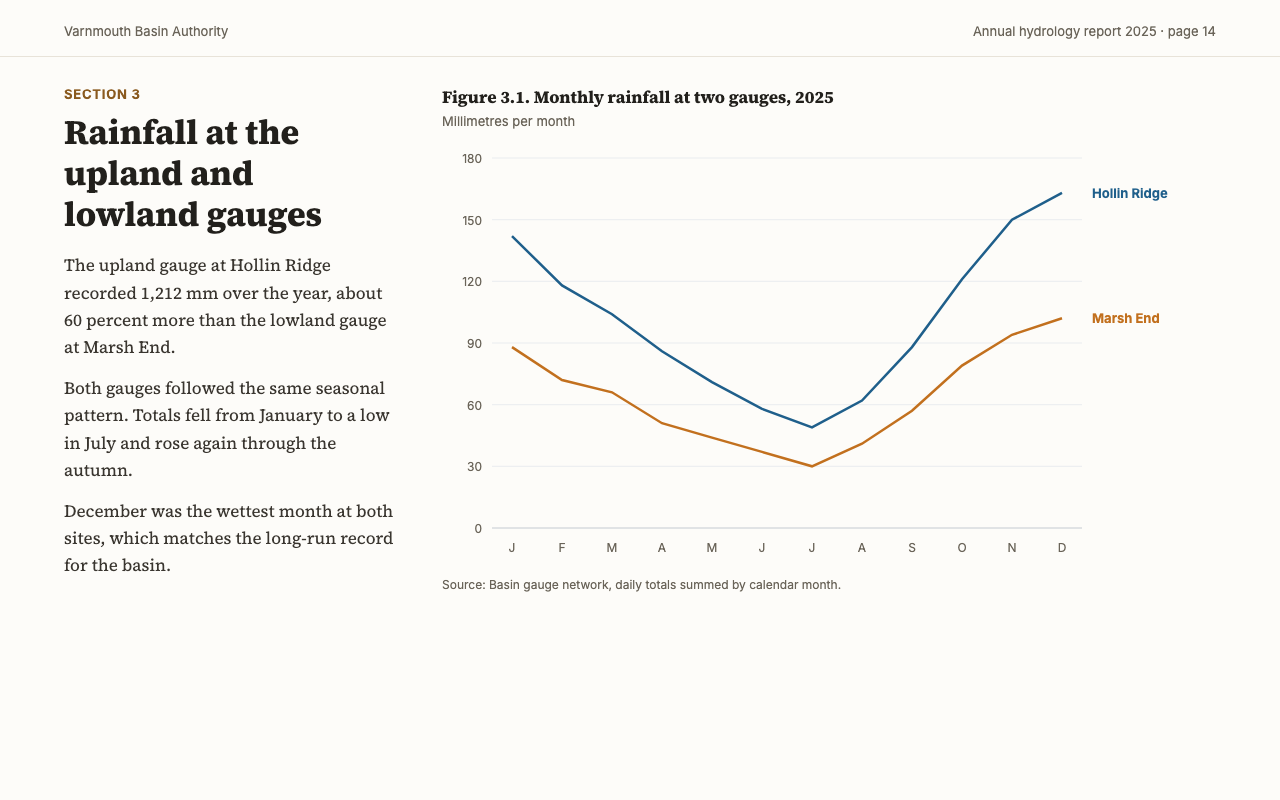 Varnmouth Basin Authority
Annual hydrology report 2025 · page 14
SECTION 3
Rainfall at the
upland and
lowland gauges
The upland gauge at Hollin Ridge
recorded 1,212 mm over the year, about
60 percent more than the lowland gauge
at Marsh End.
Both gauges followed the same seasonal
pattern. Totals fell from January to a low
in July and rose again through the
autumn.
December was the wettest month at both
sites, which matches the long-run record
for the basin.
Figure 3.1. Monthly rainfall at two gauges, 2025
Millimetres per month
180
150
120
90
60
30
0
J F M A M J J A S O N D
Hollin Ridge
Marsh End
Source: Basin gauge network, daily totals summed by calendar month.